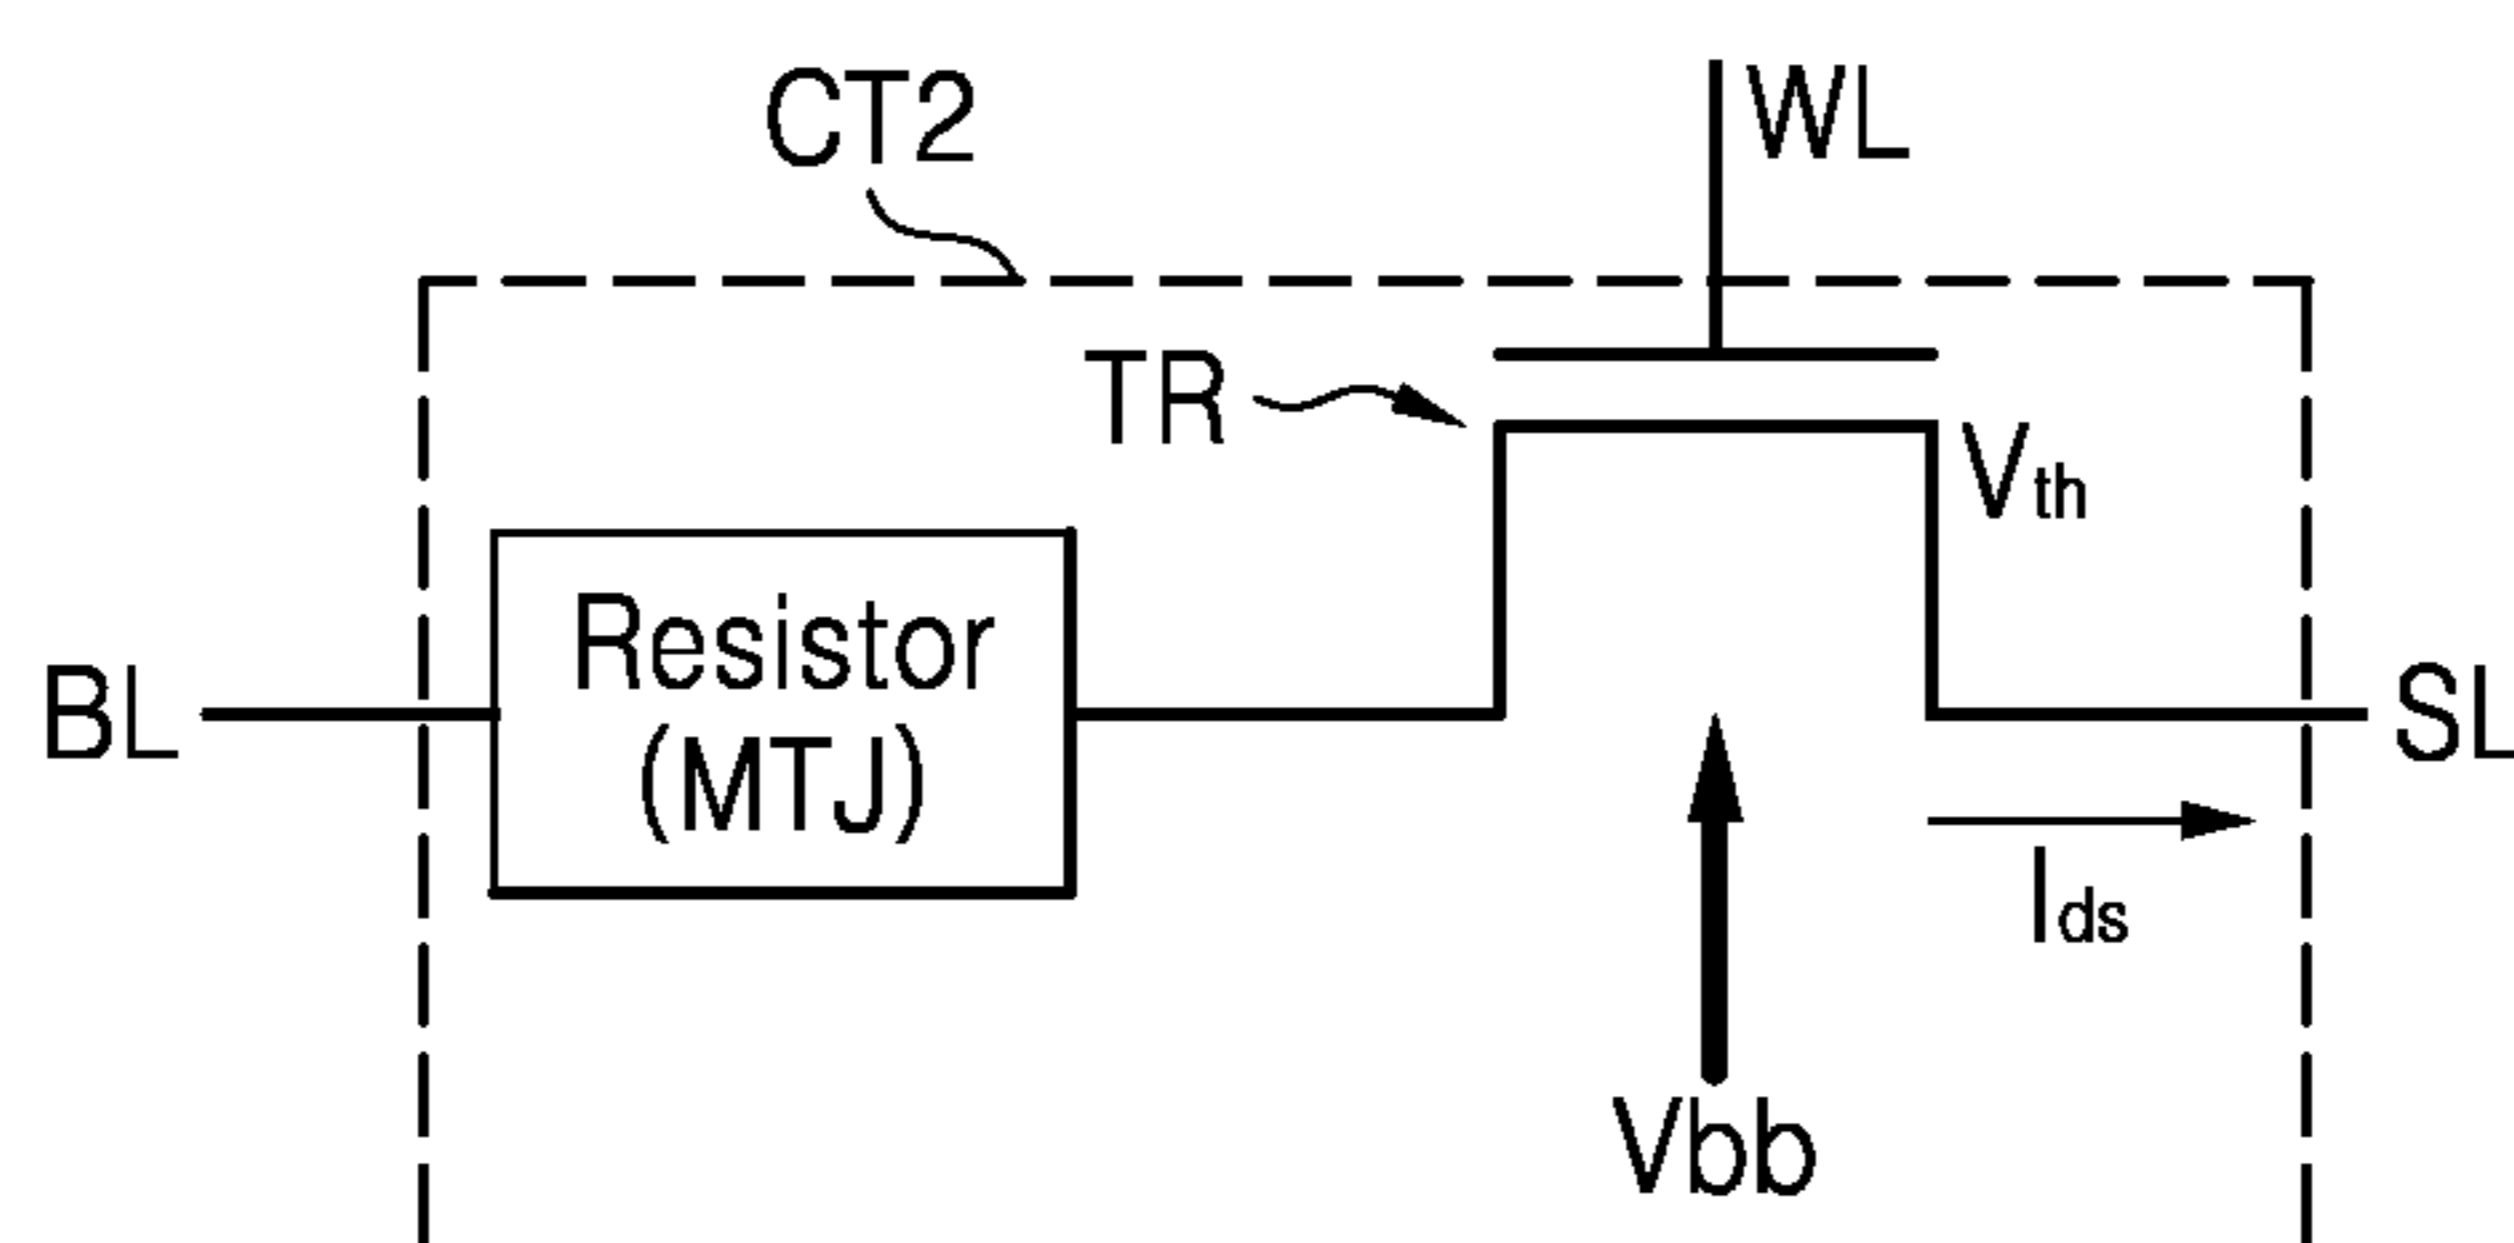 CT2
WL
TR
Vth
Resistor
(MTJ)
BL
SL
Ids
Vbb